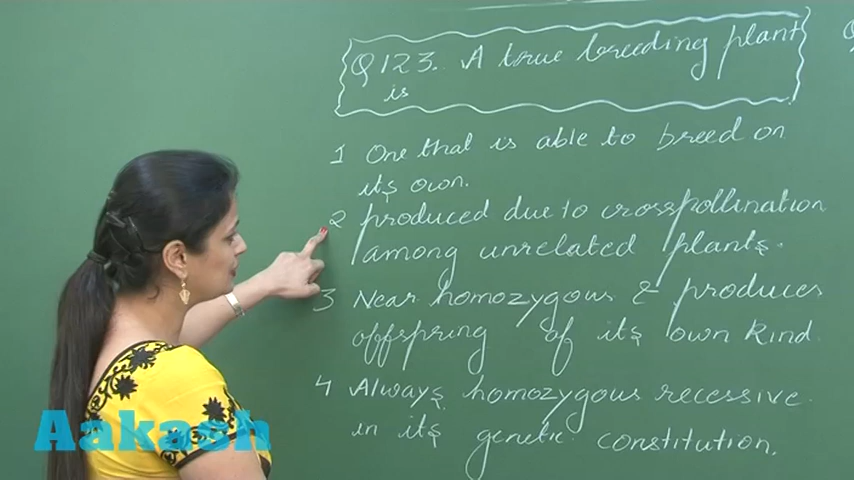 Q123. A true breeding plant
is
1 One that is able to breed on
its own.
2 produced due to crosspollination
among unrelated plants.
3 Near homozygous & produces
offspring of its own kind.
4 Always homozygous recessive
in its genetic constitution.
Aakash